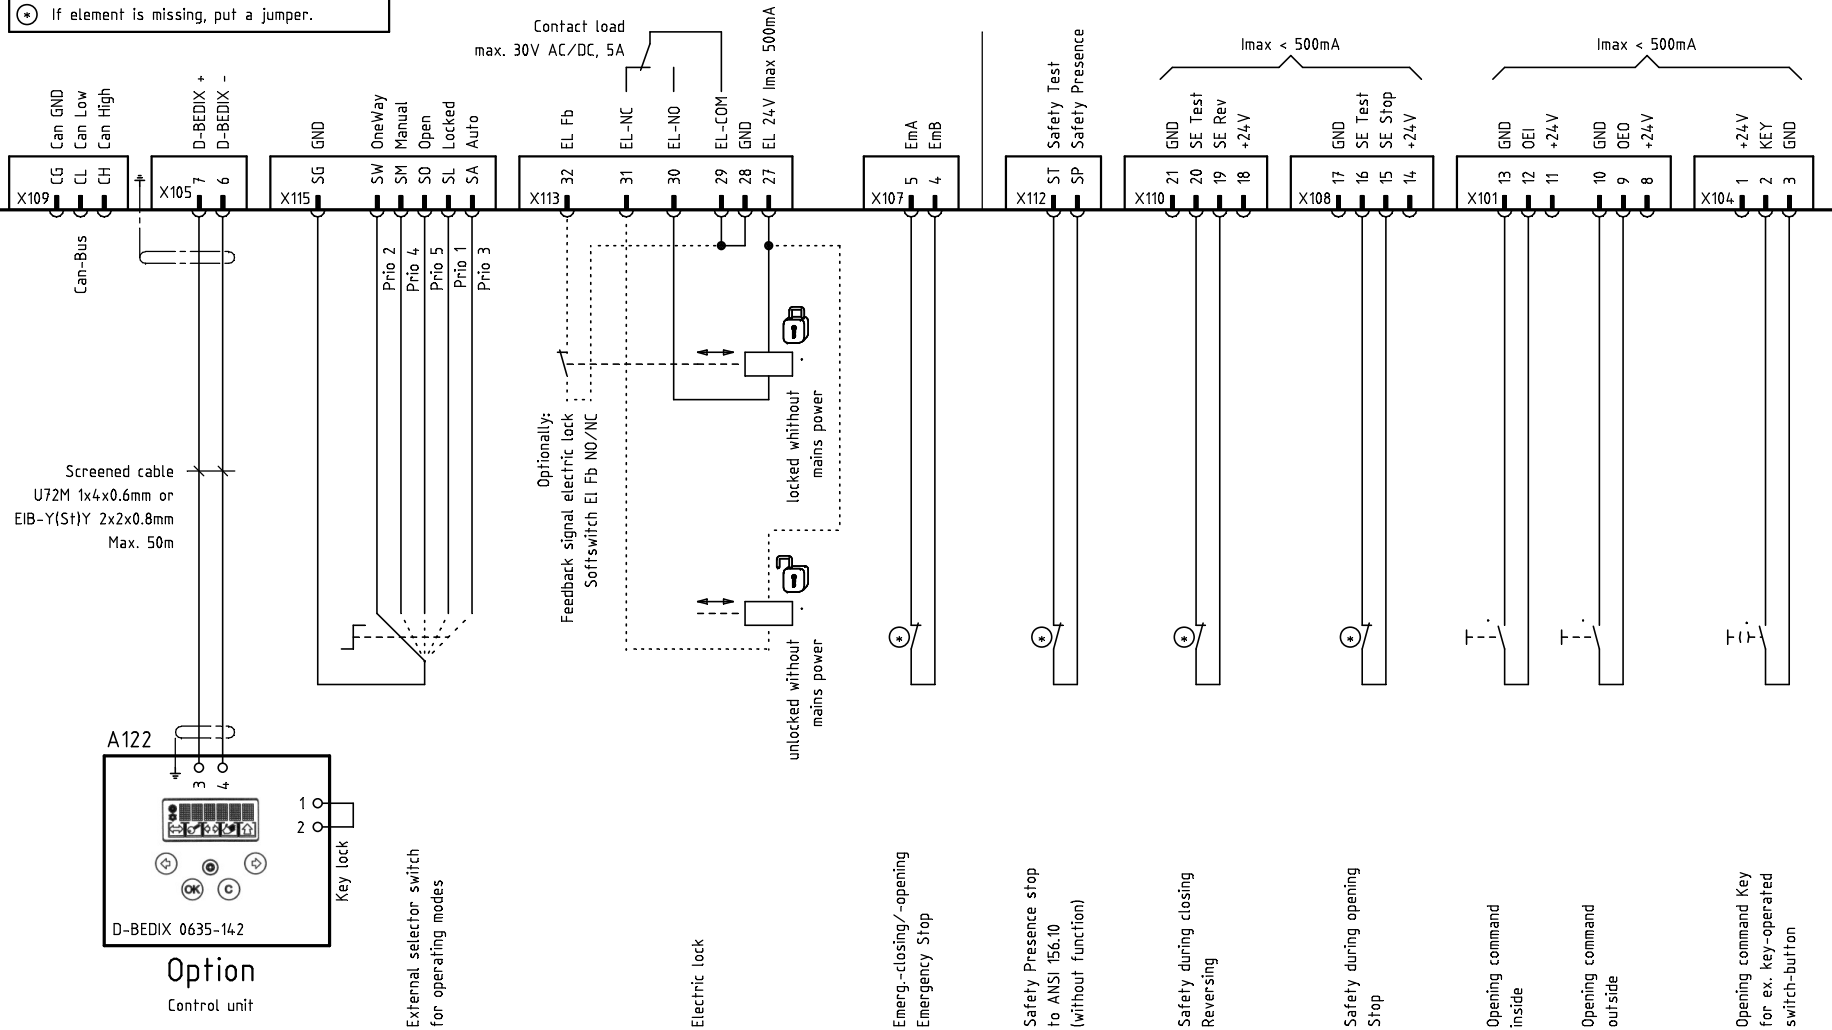 * If element is missing, put a jumper.
Contact load
max. 30V AC/DC, 5A
Imax < 500mA
Imax < 500mA
Can GND
Can Low
Can High
D-BEDIX +
D-BEDIX -
GND
OneWay
Manual
Open
Locked
Auto
EL Fb
EL-NC
EL-NO
EL-COM
GND
EL 24V Imax 500mA
EmA
EmB
Safety Test
Safety Presence
GND
SE Test
SE Rev
+24V
GND
SE Test
SE Stop
+24V
GND
OEI
+24V
GND
OEO
+24V
+24V
KEY
GND
X109 CG CL CH
X105 7 6
X115 SG SW SM SO SL SA
X113 32 31 30 29 28 27
X107 5 4
X112 ST SP
X110 21 20 19 18
X108 17 16 15 14
X101 13 12 11 10 9 8
X104 1 2 3
Can-Bus
Prio 2
Prio 4
Prio 5
Prio 1
Prio 3
locked whithout
mains power
Optionally:
Feedback signal electric lock
Softswitch El Fb NO/NC
Screened cable
U72M 1x4x0.6mm or
EIB-Y(St)Y 2x2x0.8mm
Max. 50m
unlocked without
mains power
*
*
*
*
A122
3
4
1
2
Key lock
OK
C
D-BEDIX 0635-142
Option
Control unit
External selector switch
for operating modes
Electric lock
Emerg.-closing/-opening
Emergency Stop
Safety Presence stop
to ANSI 156.10
(without function)
Safety during closing
Reversing
Safety during opening
Stop
Opening command
inside
Opening command
outside
Opening command Key
for ex. key-operated
switch-button